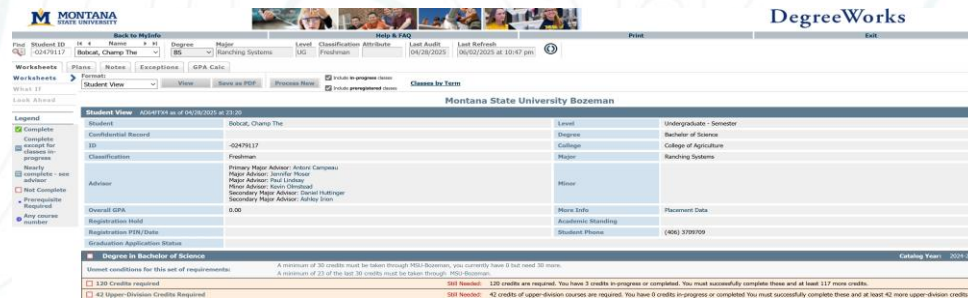 MONTANA
STATE UNIVERSITY
DegreeWorks
Back to MyInfo Help & FAQ Print Exit
Find Student ID Name Degree Major Level Classification Attribute Last Audit Last Refresh
-02479117 Bobcat, Champ The BS Ranching Systems UG Freshman 04/28/2025 06/02/2025 at 10:47 pm
Worksheets Plans Notes Exceptions GPA Calc
Worksheets Format: Student View View Save as PDF Process New Include in-progress classes Include preregistered classes Classes by Term
What If
Look Ahead
Montana State University Bozeman
Legend
Complete
Complete except for classes in-progress
Nearly complete - see advisor
Not Complete
Prerequisite Required
Any course number
Student View AD64FFX4 as of 04/28/2025 at 23:20
Student Bobcat, Champ The Level Undergraduate - Semester
Confidential Record Degree Bachelor of Science
ID -02479117 College College of Agriculture
Classification Freshman Major Ranching Systems
Advisor Primary Major Advisor: Antoni Campeau Minor
Major Advisor: Jennifer Moser
Major Advisor: Paul Lindsay
Minor Advisor: Kevin Olmstead
Secondary Major Advisor: Daniel Huttinger
Secondary Major Advisor: Ashley Irion
Overall GPA 0.00 More Info Placement Data
Registration Hold Academic Standing
Registration PIN/Date Student Phone (406) 3789709
Graduation Application Status
Degree in Bachelor of Science Catalog Year: 2024-2
Unmet conditions for this set of requirements: A minimum of 30 credits must be taken through MSU-Bozeman, you currently have 0 but need 30 more.
A minimum of 23 of the last 30 credits must be taken through MSU-Bozeman.
120 Credits required Still Needed: 120 credits are required. You have 3 credits in-progress or completed. You must successfully complete these and at least 117 more credits.
42 Upper-Division Credits Required Still Needed: 42 credits of upper-division courses are required. You have 0 credits in-progress or completed You must successfully complete these and at least 42 more upper-division credits